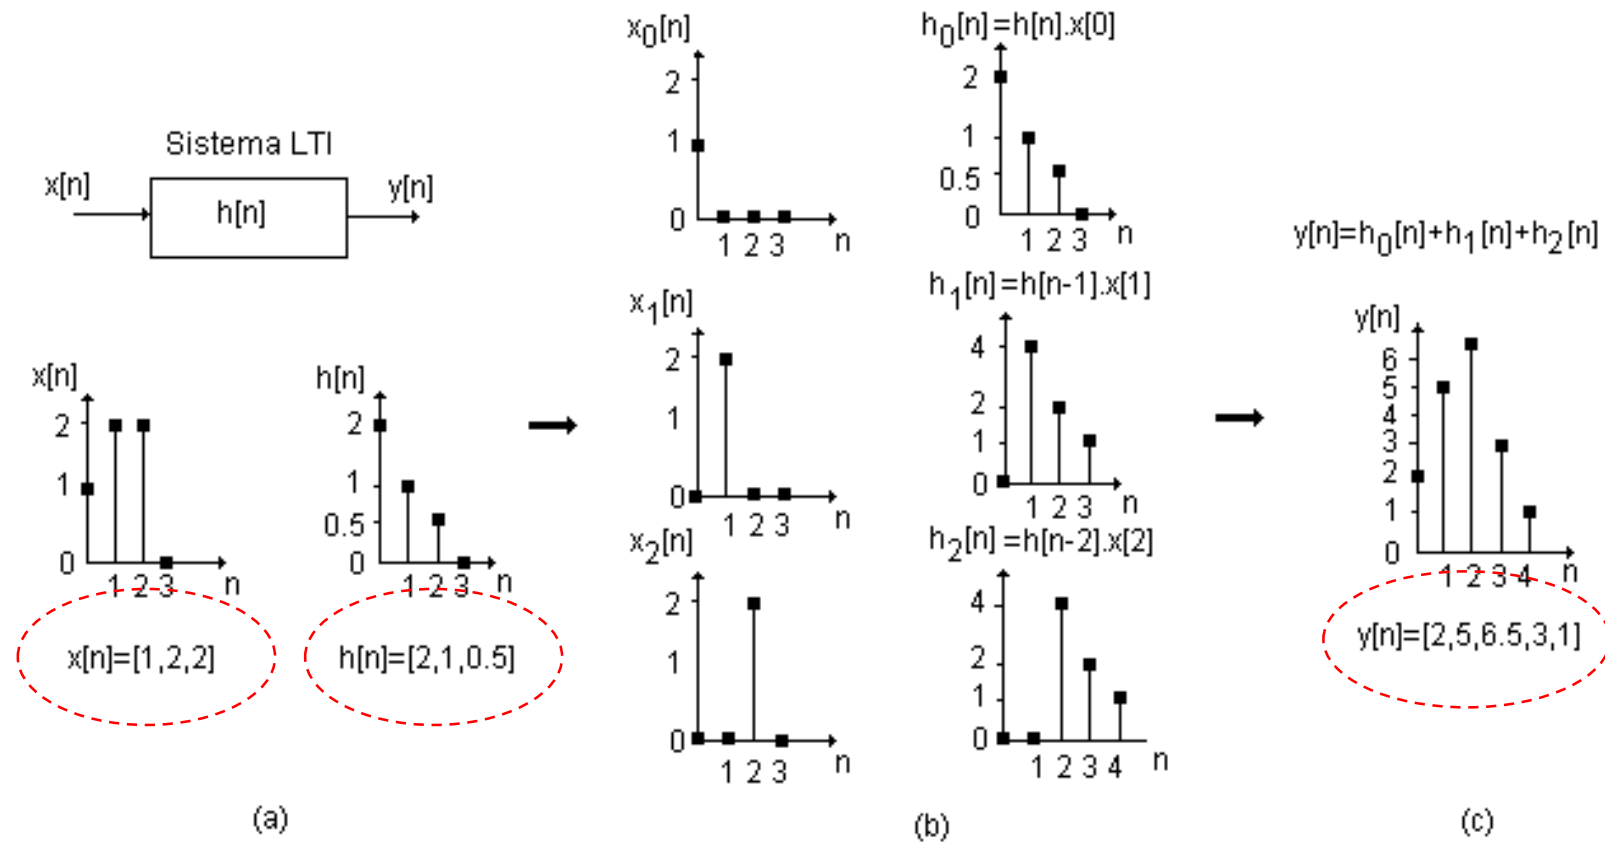 Sistema LTI
x[n]
h[n]
y[n]
x[n]
2
1
0
1 2 3 n
x[n]=[1,2,2]
h[n]
2
1
0.5
0
1 2 3 n
h[n]=[2,1,0.5]
(a)
x0[n]
2
1
0
1 2 3 n
h0[n]=h[n].x[0]
2
1
0.5
0
1 2 3 n
x1[n]
2
1
0
1 2 3 n
h1[n]=h[n-1].x[1]
4
2
1
0
1 2 3 n
x2[n]
2
1
0
1 2 3 n
h2[n]=h[n-2].x[2]
4
2
1
0
1 2 3 4 n
(b)
y[n]=h0[n]+h1[n]+h2[n]
y[n]
6
5
4
3
2
1
0
1 2 3 4 n
y[n]=[2,5,6.5,3,1]
(c)